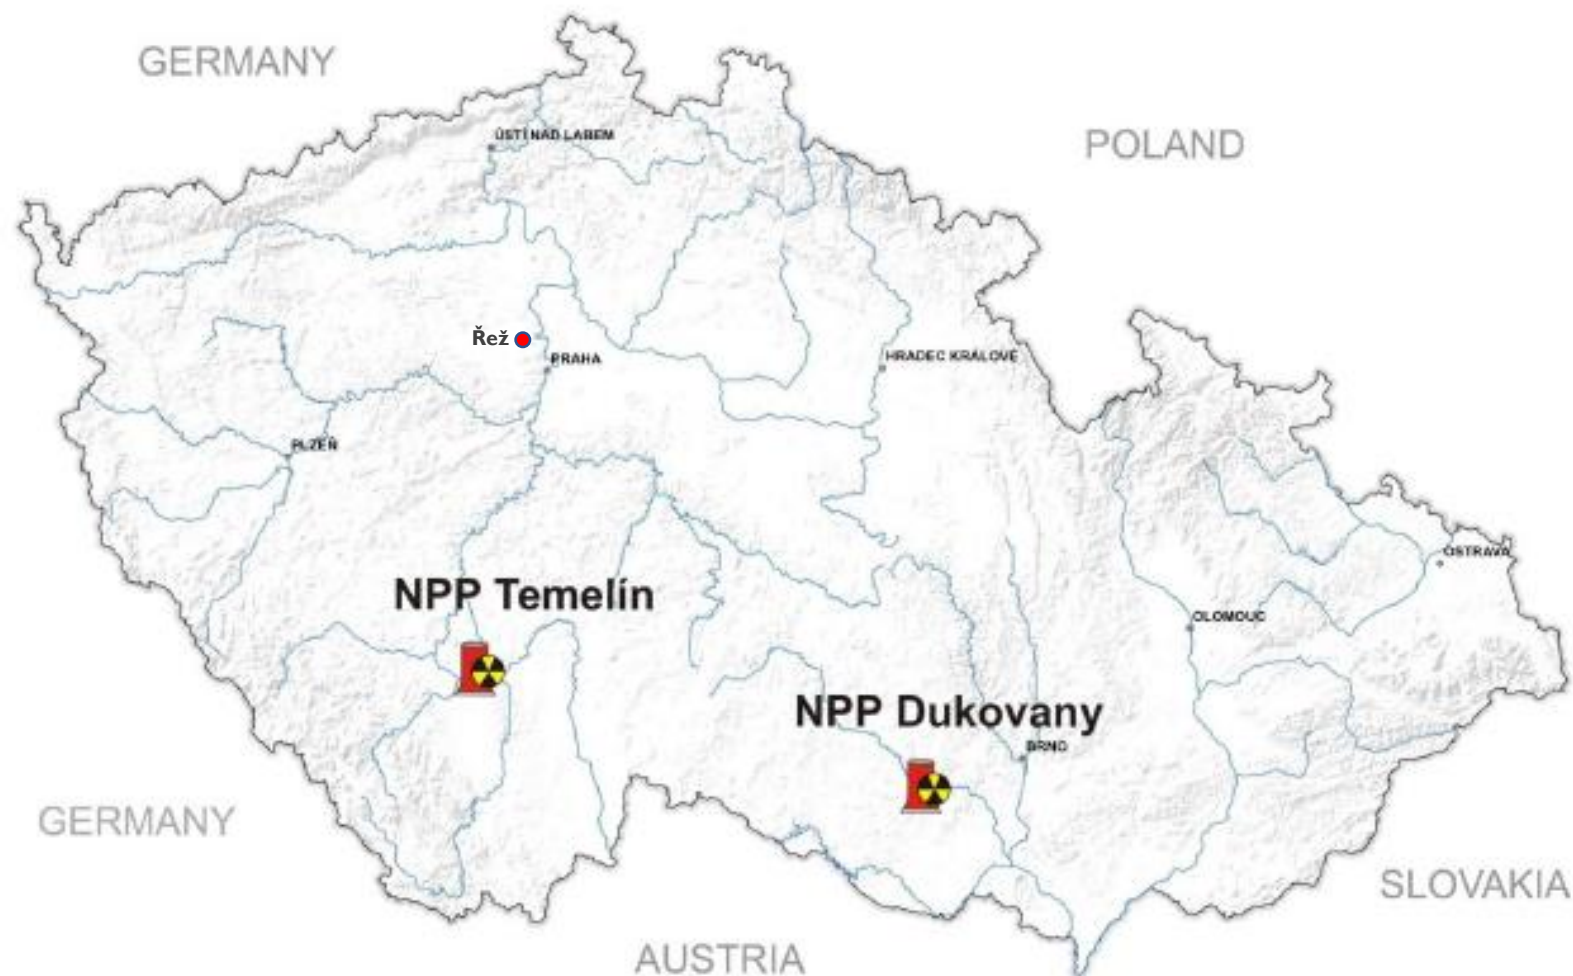 GERMANY
ÚSTÍ NAD LABEM
POLAND
Řež
PRAHA
HRADEC KRÁLOVÉ
PLZEŇ
OSTRAVA
NPP Temelín
OLOMOUC
NPP Dukovany
BRNO
GERMANY
SLOVAKIA
AUSTRIA